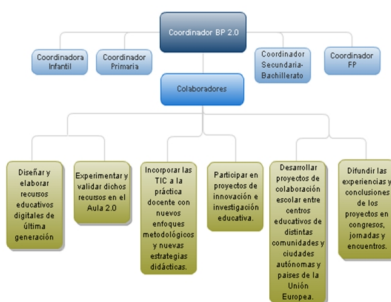 Coordinador BP 2.0
Coordinadora
Infantil
Coordinador
Primaria
Coordinador
Secundaria-
Bachillerato
Coordinador
FP
Colaboradores
Diseñar y
elaborar
recursos
educativos
digitales de
última
generación
Experimentar y
validar dichos
recursos en el
Aula 2.0
Incorporar las
TIC a la
práctica
docente con
nuevos
enfoques
metodológicos
y nuevas
estrategias
didácticas.
Participar en
proyectos de
innovación e
investigación
educativa.
Desarrollar
proyectos de
colaboración
escolar entre
centros
educativos de
distintas
comunidades y
ciudades
autónomas y
países de la
Unión
Europea.
Difundir las
experiencias y
conclusiones
de los
proyectos en
congresos,
jornadas y
encuentros.